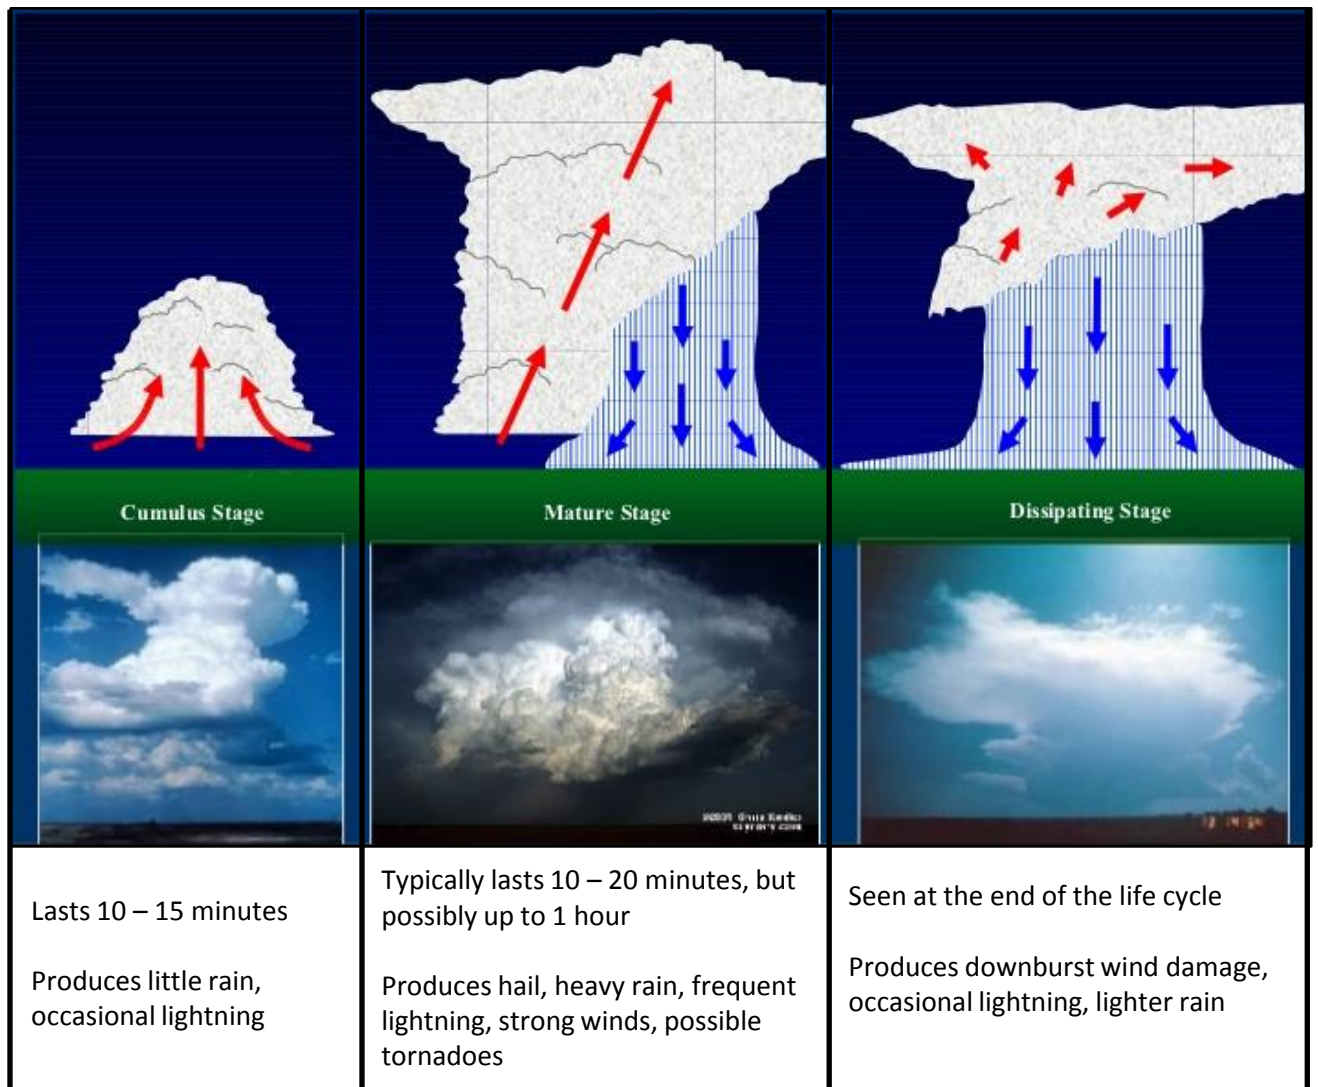 Cumulus Stage
Mature Stage
Dissipating Stage
Lasts 10 – 15 minutes
Produces little rain,
occasional lightning
Typically lasts 10 – 20 minutes, but
possibly up to 1 hour
Produces hail, heavy rain, frequent
lightning, strong winds, possible
tornadoes
Seen at the end of the life cycle
Produces downburst wind damage,
occasional lightning, lighter rain